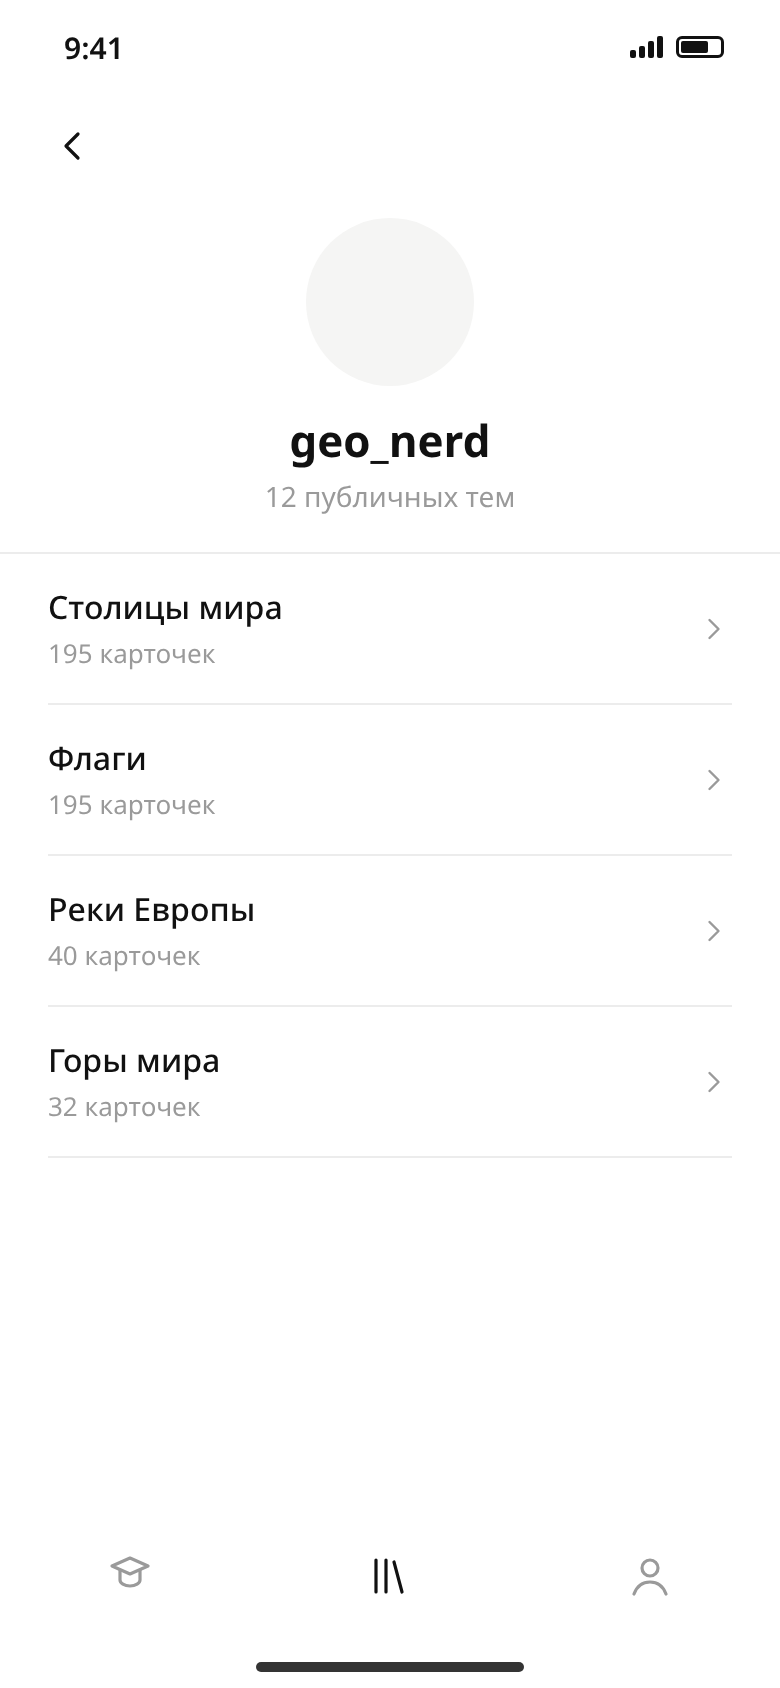 9:41
geo_nerd
12 публичных тем
Столицы мира
195 карточек
Флаги
195 карточек
Реки Европы
40 карточек
Горы мира
32 карточек